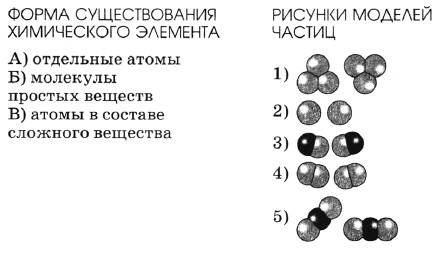 ФОРМА СУЩЕСТВОВАНИЯ
ХИМИЧЕСКОГО ЭЛЕМЕНТА
А) отдельные атомы
Б) молекулы
простых веществ
В) атомы в составе
сложного вещества
РИСУНКИ МОДЕЛЕЙ
ЧАСТИЦ
1)
2)
3)
4)
5)